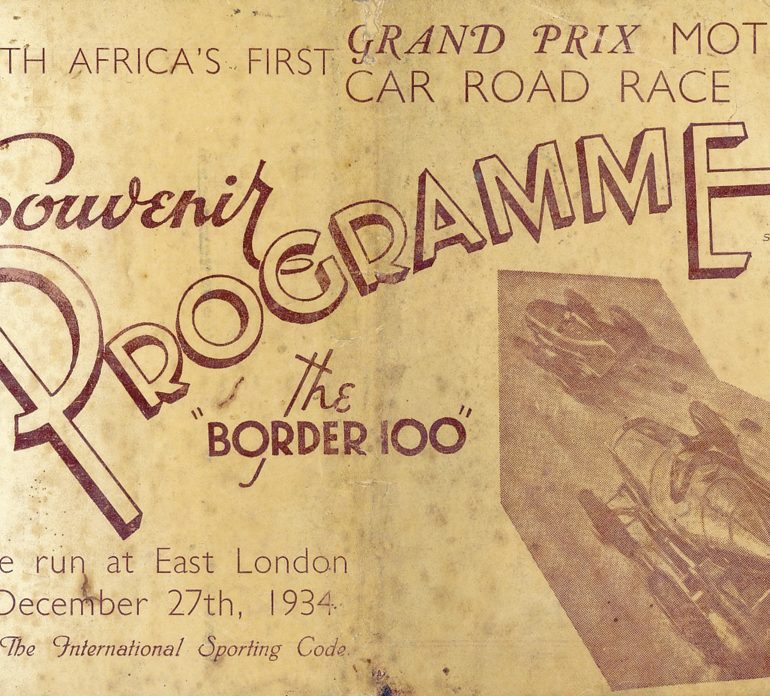 TH AFRICA'S FIRST GRAND PRIX MOT
CAR ROAD RACE
Souvenir
PROGRAMME
the
"BORDER 100"
e run at East London
December 27th, 1934.
The International Sporting Code.